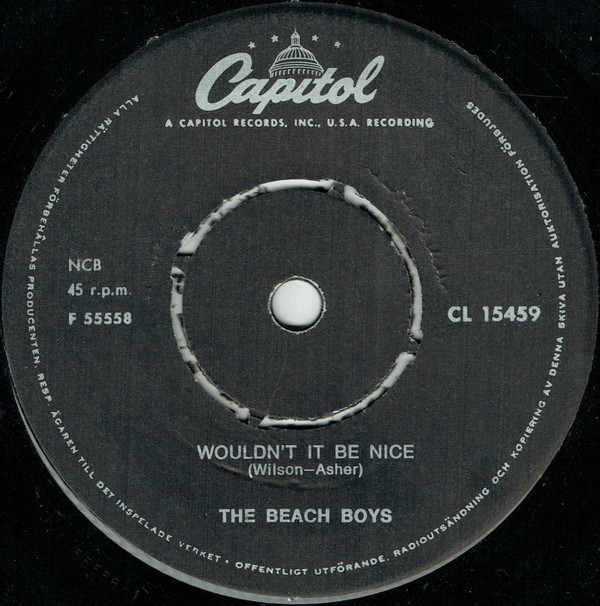 Capitol
A CAPITOL RECORDS, INC., U.S.A. RECORDING
NCB
45 r.p.m.
F 55558
CL 15459
WOULDN'T IT BE NICE
(Wilson—Asher)
THE BEACH BOYS
ALLA RÄTTIGHETER FÖRBEHÅLLAS PRODUCENTEN, RESP. ÄGAREN TILL DET INSPELADE VERKET • OFFENTLIGT UTFÖRANDE, RADIOUTSÄNDNING OCH KOPIERING AV DENNA SKIVA UTAN AUKTORISATION FÖRBJUDES